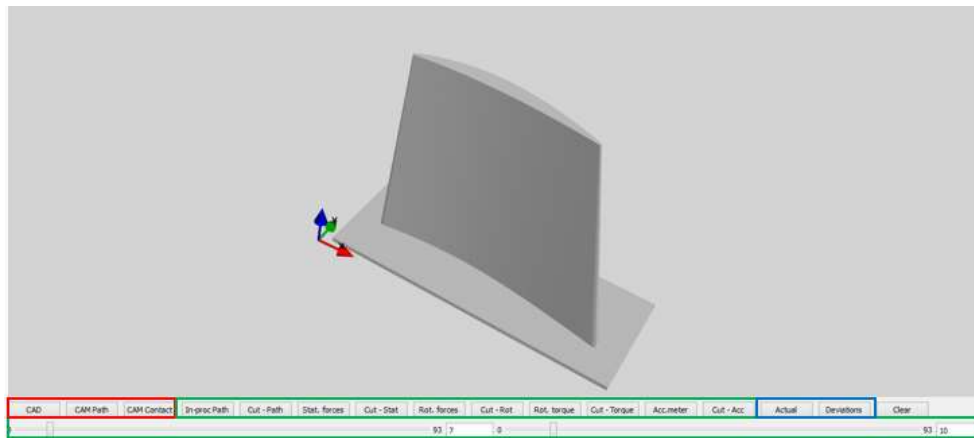 CAD CAM Path CAM Contact In-proc Path Cut - Path Stat. forces Cut - Stat Rot. forces Cut - Rot Rot. torque Cut - Torque Acc.meter Cut - Acc Actual Deviations Clear
93 7 0 93 10